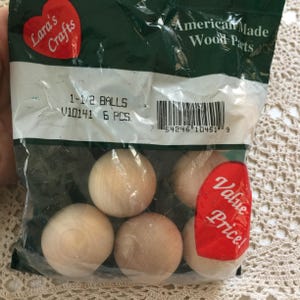 Lara's
Crafts
American Made
Wood Parts
1-1/2 BALLS
V10141 6 PCS
Value
Price!